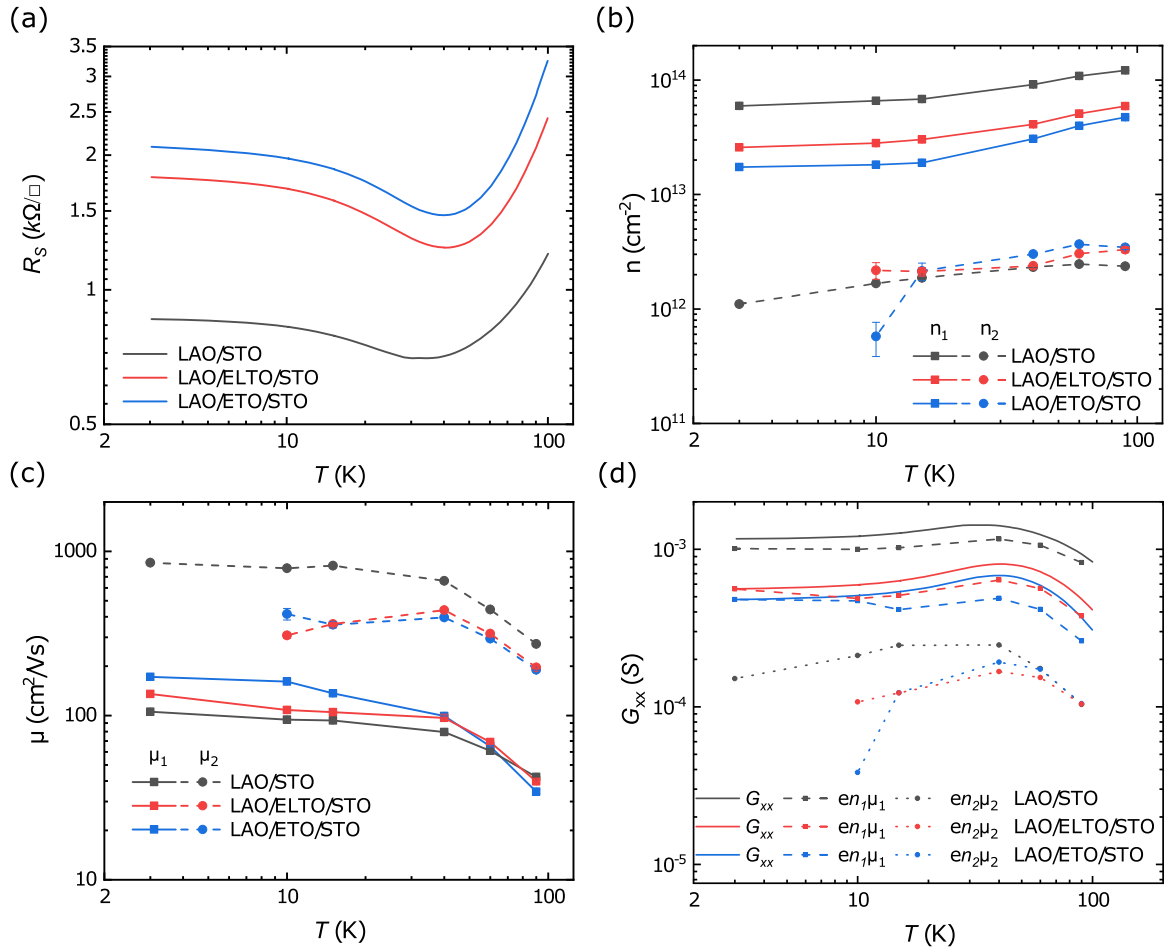 (a)
3.5
3
2.5
2
1.5
1
0.5
2
10
100
R_S (kΩ/□)
T (K)
LAO/STO
LAO/ELTO/STO
LAO/ETO/STO
(b)
10^14
10^13
10^12
10^11
2
10
100
n (cm^-2)
T (K)
n_1 n_2
LAO/STO
LAO/ELTO/STO
LAO/ETO/STO
(c)
1000
100
10
2
10
100
μ (cm^2/Vs)
T (K)
μ_1 μ_2
LAO/STO
LAO/ELTO/STO
LAO/ETO/STO
(d)
10^-3
10^-4
10^-5
2
10
100
G_xx (S)
T (K)
G_xx en_1μ_1 en_2μ_2 LAO/STO
G_xx en_1μ_1 en_2μ_2 LAO/ELTO/STO
G_xx en_1μ_1 en_2μ_2 LAO/ETO/STO